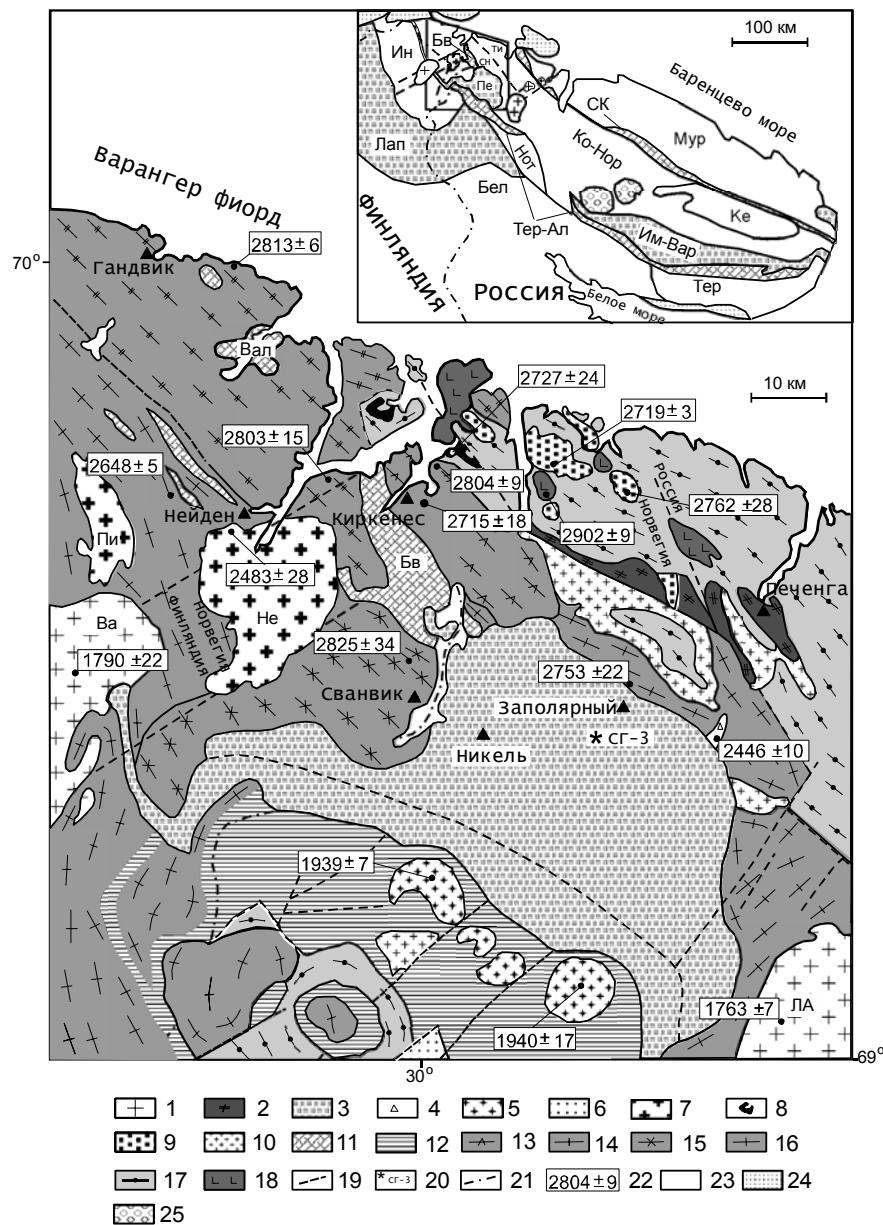 100 км
Ин
Бв
ти
сн
Пе
Баренцево море
СК
Мур
Ко-Нор
Лап
Нот
Бел
Ке
Тер-Ал
Им-Вар
Тер
ФИНЛЯНДИЯ
РОССИЯ
Белое море
Варангер фиорд
70°
Гандвик
2813±6
Вал
10 км
2727±24
2719±3
2803±15
2648±5
2804±9
2762±28
Нейден
Киркенес
2715±18
РОССИЯ
НОРВЕГИЯ
2902±9
Пи
Бв
2483±28
Печенга
Не
Ва
НОРВЕГИЯ
ФИНЛЯНДИЯ
2825±34
1790±22
2753±22
Сванвик
Заполярный
* СГ-3
Никель
2446±10
1939±7
1763±7
ЛА
1940±17
69°
30°
1 2 3 4 5 6 7 8
9 10 11 12 13 14 15 16
17 18 19 * СГ-3 20 21 2804±9 22 23 24
25